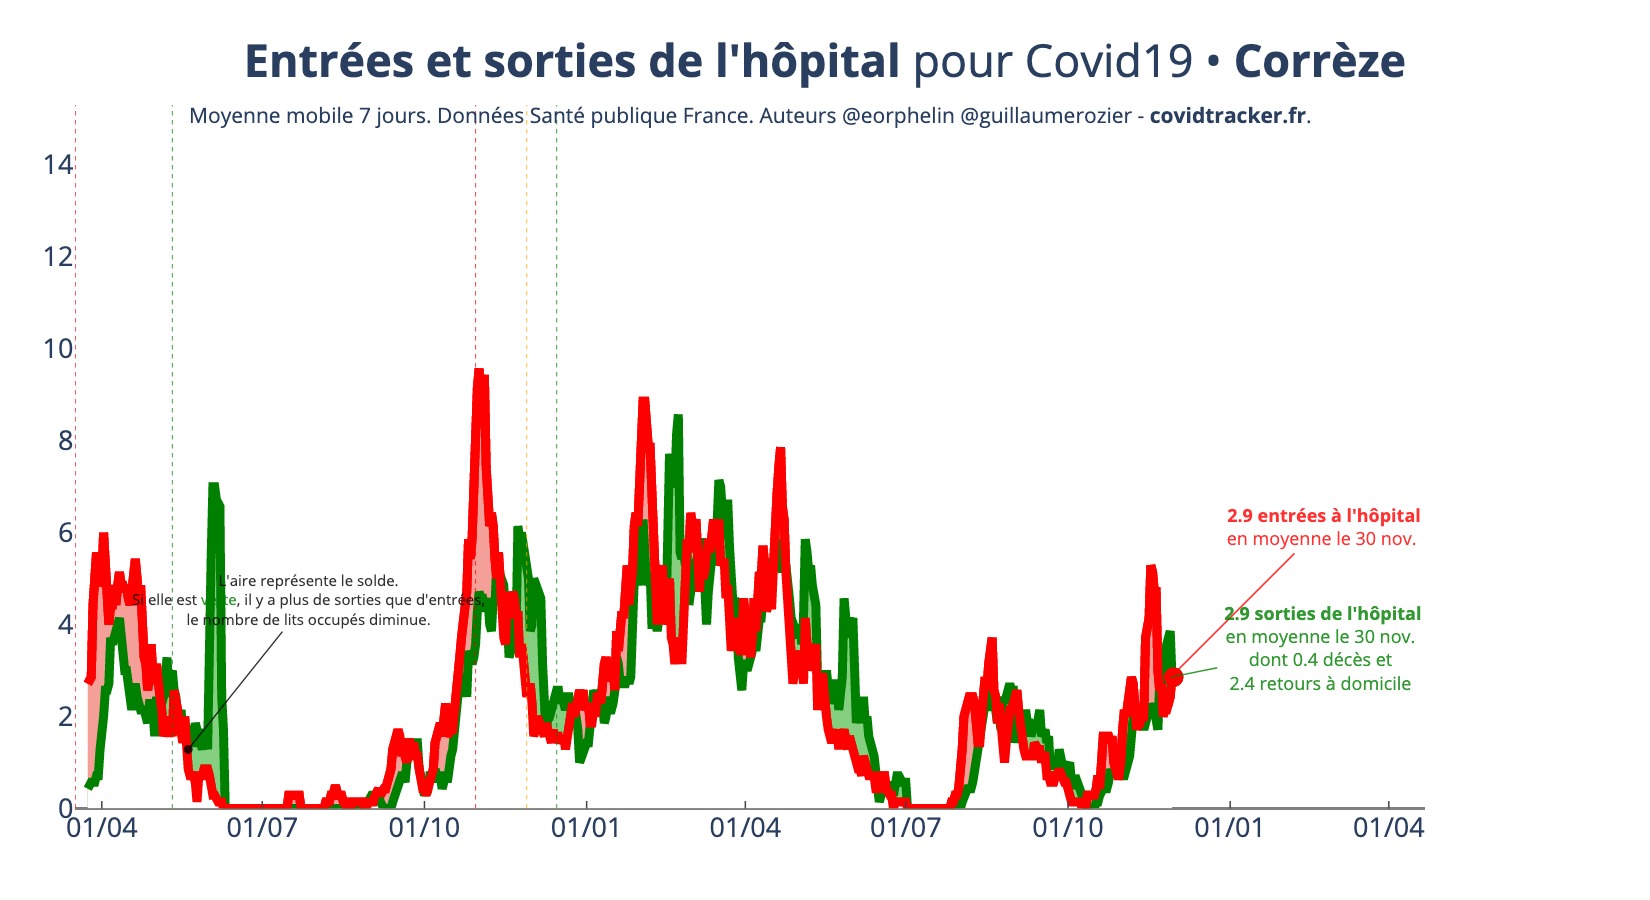 Entrées et sorties de l'hôpital pour Covid19 • Corrèze
Moyenne mobile 7 jours. Données Santé publique France. Auteurs @eorphelin @guillaumerozier - covidtracker.fr.
14
12
10
8
6
4
2
0
L'aire représente le solde.
Si elle est verte, il y a plus de sorties que d'entrées,
le nombre de lits occupés diminue.
2.9 entrées à l'hôpital
en moyenne le 30 nov.
2.9 sorties de l'hôpital
en moyenne le 30 nov.
dont 0.4 décès et
2.4 retours à domicile
01/04
01/07
01/10
01/01
01/04
01/07
01/10
01/01
01/04